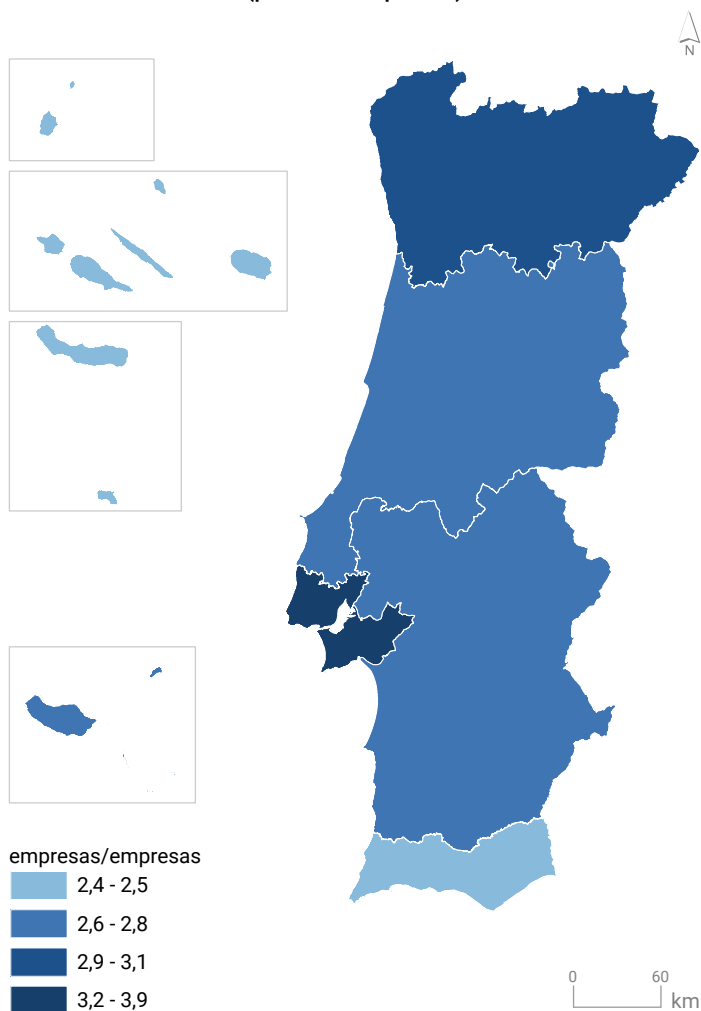 N
empresas/empresas
2,4 - 2,5
2,6 - 2,8
2,9 - 3,1
3,2 - 3,9
0 60
km